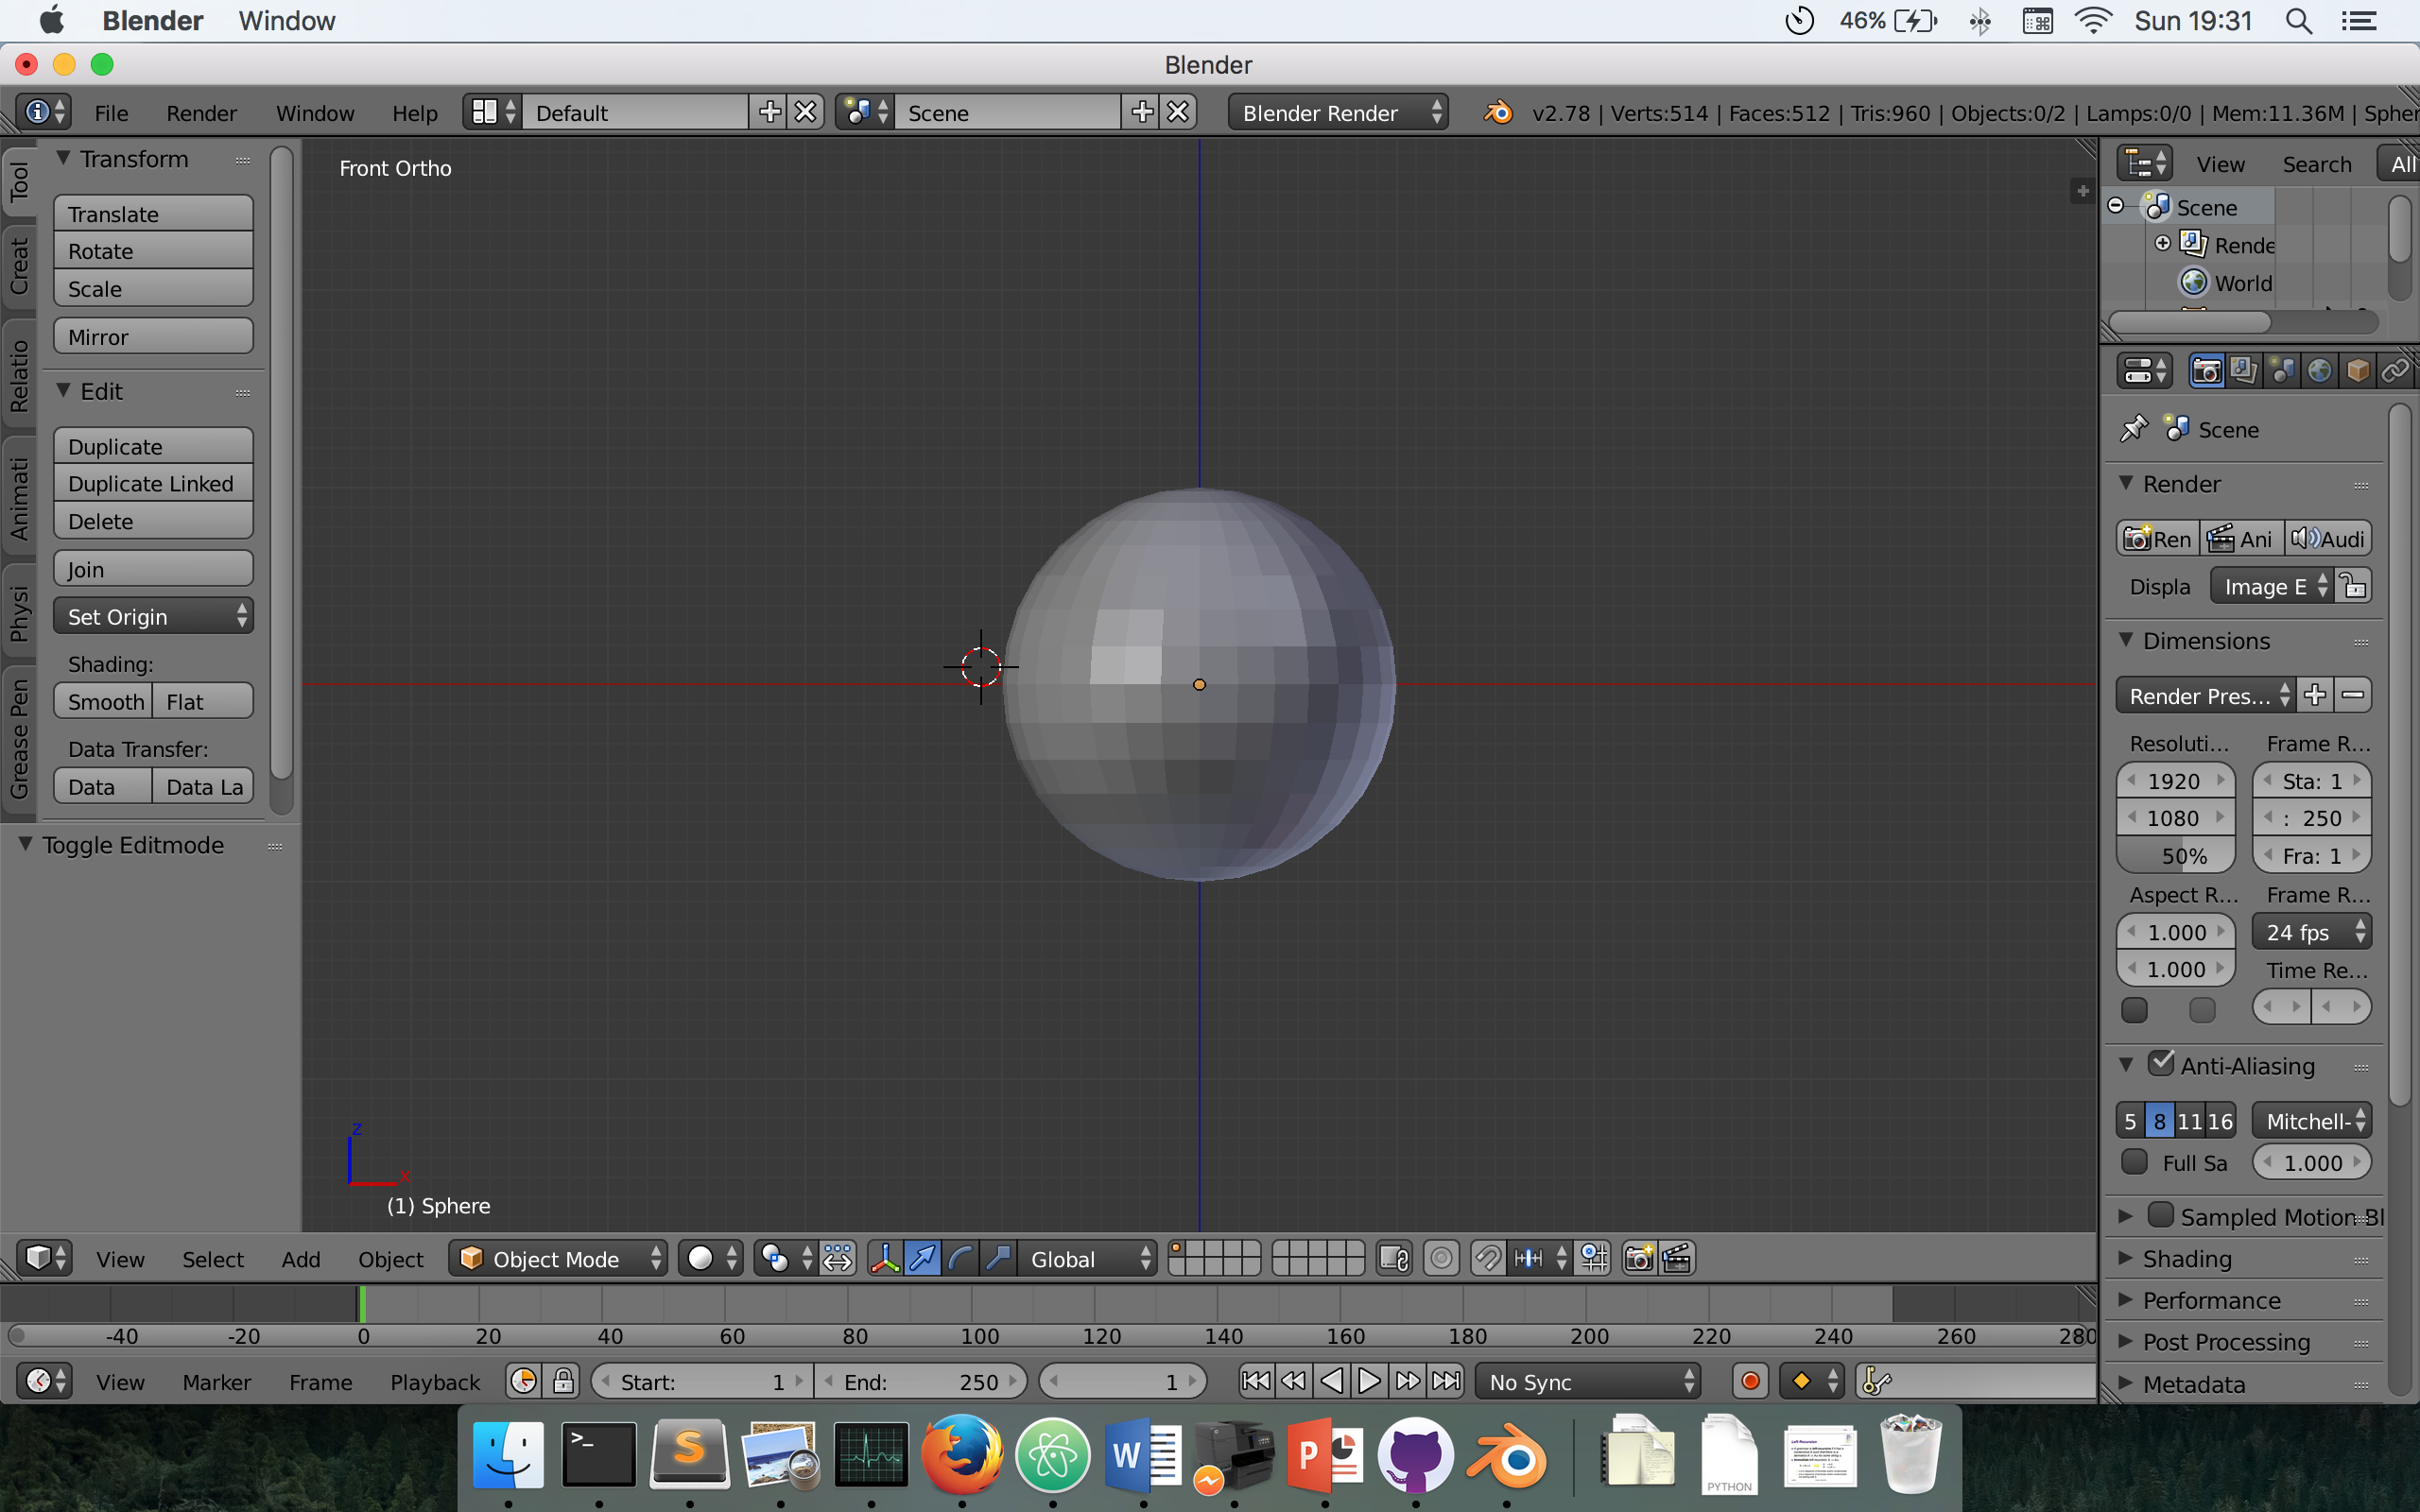 Blender Window 46% Sun 19:31
Blender
File Render Window Help Default Scene Blender Render v2.78 | Verts:514 | Faces:512 | Tris:960 | Objects:0/2 | Lamps:0/0 | Mem:11.36M | Spher
Tool
Creat
Relatio
Animati
Physi
Grease Pen
Transform
Translate
Rotate
Scale
Mirror
Edit
Duplicate
Duplicate Linked
Delete
Join
Set Origin
Shading:
Smooth Flat
Data Transfer:
Data Data La
Toggle Editmode
Front Ortho
z
x
(1) Sphere
View Select Add Object Object Mode Global
-40 -20 0 20 40 60 80 100 120 140 160 180 200 220 240 260 280
View Marker Frame Playback Start: 1 End: 250 1 No Sync
View Search All
Scene
Rende
World
Scene
Render
Ren Ani Audi
Displa Image E
Dimensions
Render Pres...
Resoluti... Frame R...
1920 Sta: 1
1080 : 250
50% Fra: 1
Aspect R... Frame R...
1.000 24 fps
1.000 Time Re...
Anti-Aliasing
5 8 11 16 Mitchell-
Full Sa 1.000
Sampled Motion Bl
Shading
Performance
Post Processing
Metadata
>_
S
W
P
PYTHON